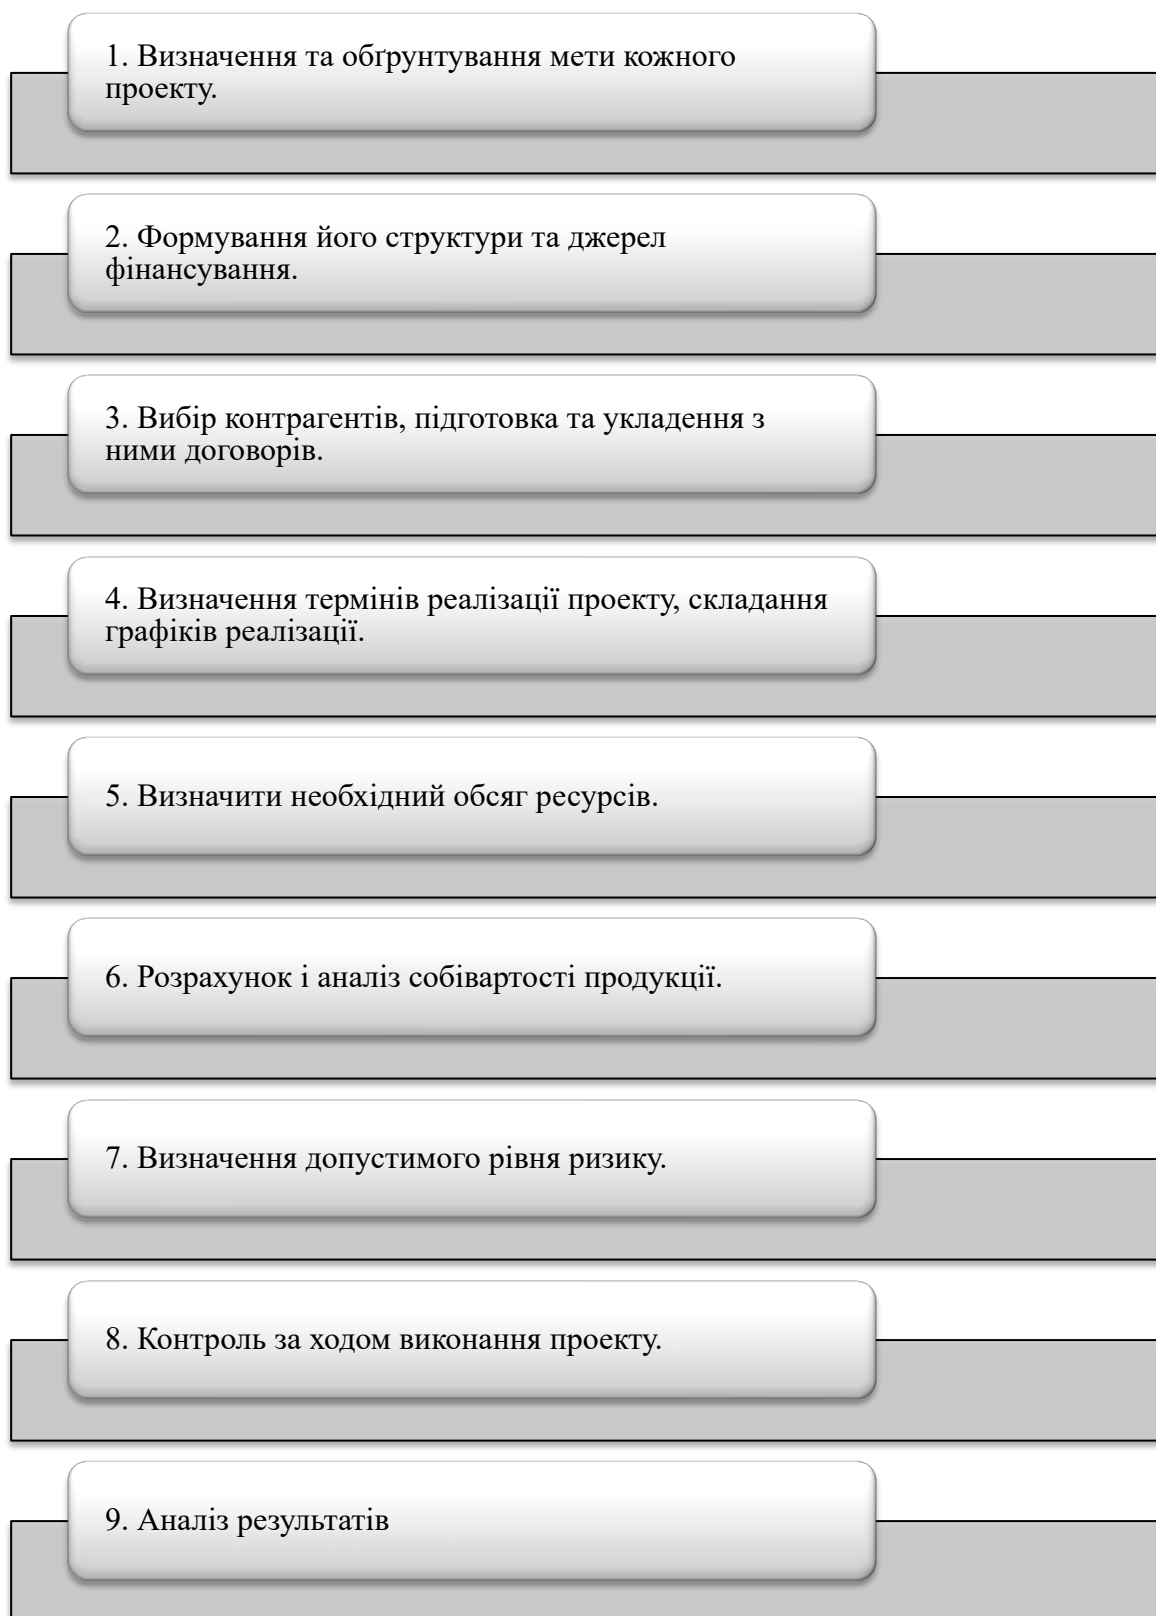 1. Визначення та обґрунтування мети кожного
проекту.
2. Формування його структури та джерел
фінансування.
3. Вибір контрагентів, підготовка та укладення з
ними договорів.
4. Визначення термінів реалізації проекту, складання
графіків реалізації.
5. Визначити необхідний обсяг ресурсів.
6. Розрахунок і аналіз собівартості продукції.
7. Визначення допустимого рівня ризику.
8. Контроль за ходом виконання проекту.
9. Аналіз результатів